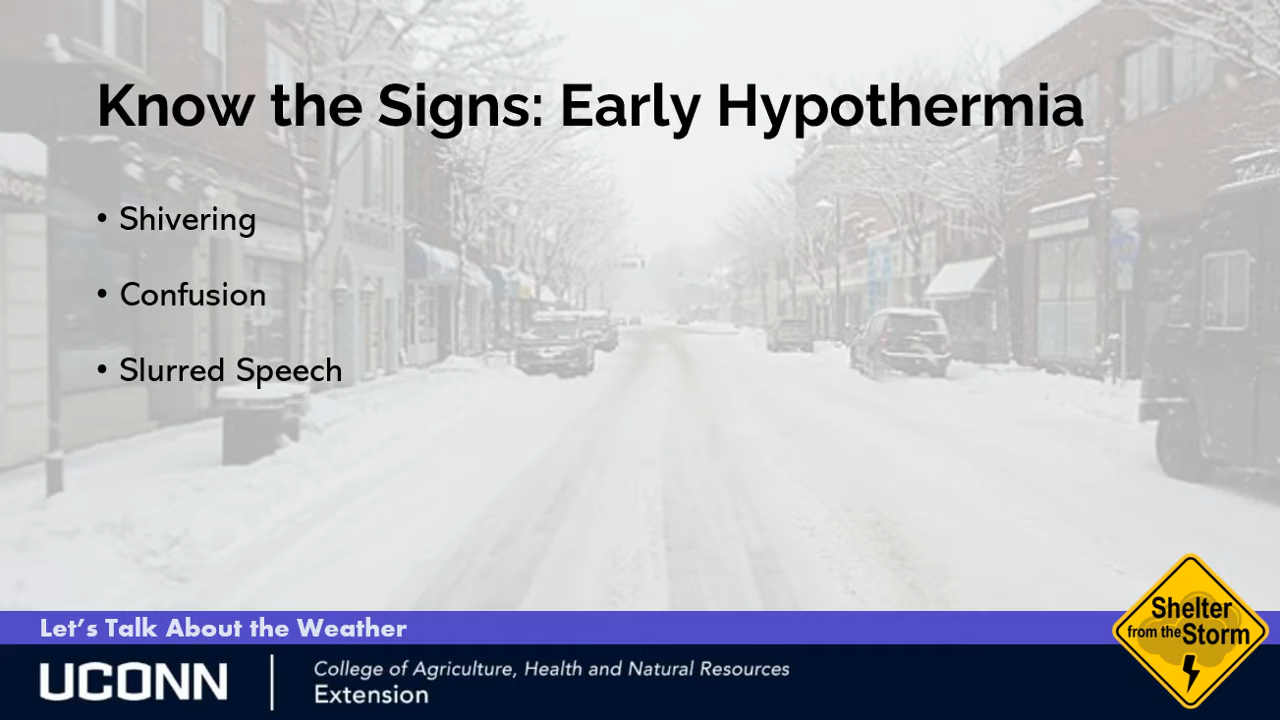 Know the Signs: Early Hypothermia
• Shivering
• Confusion
• Slurred Speech
Let's Talk About the Weather
UCONN
College of Agriculture, Health and Natural Resources
Extension
Shelter
from the Storm